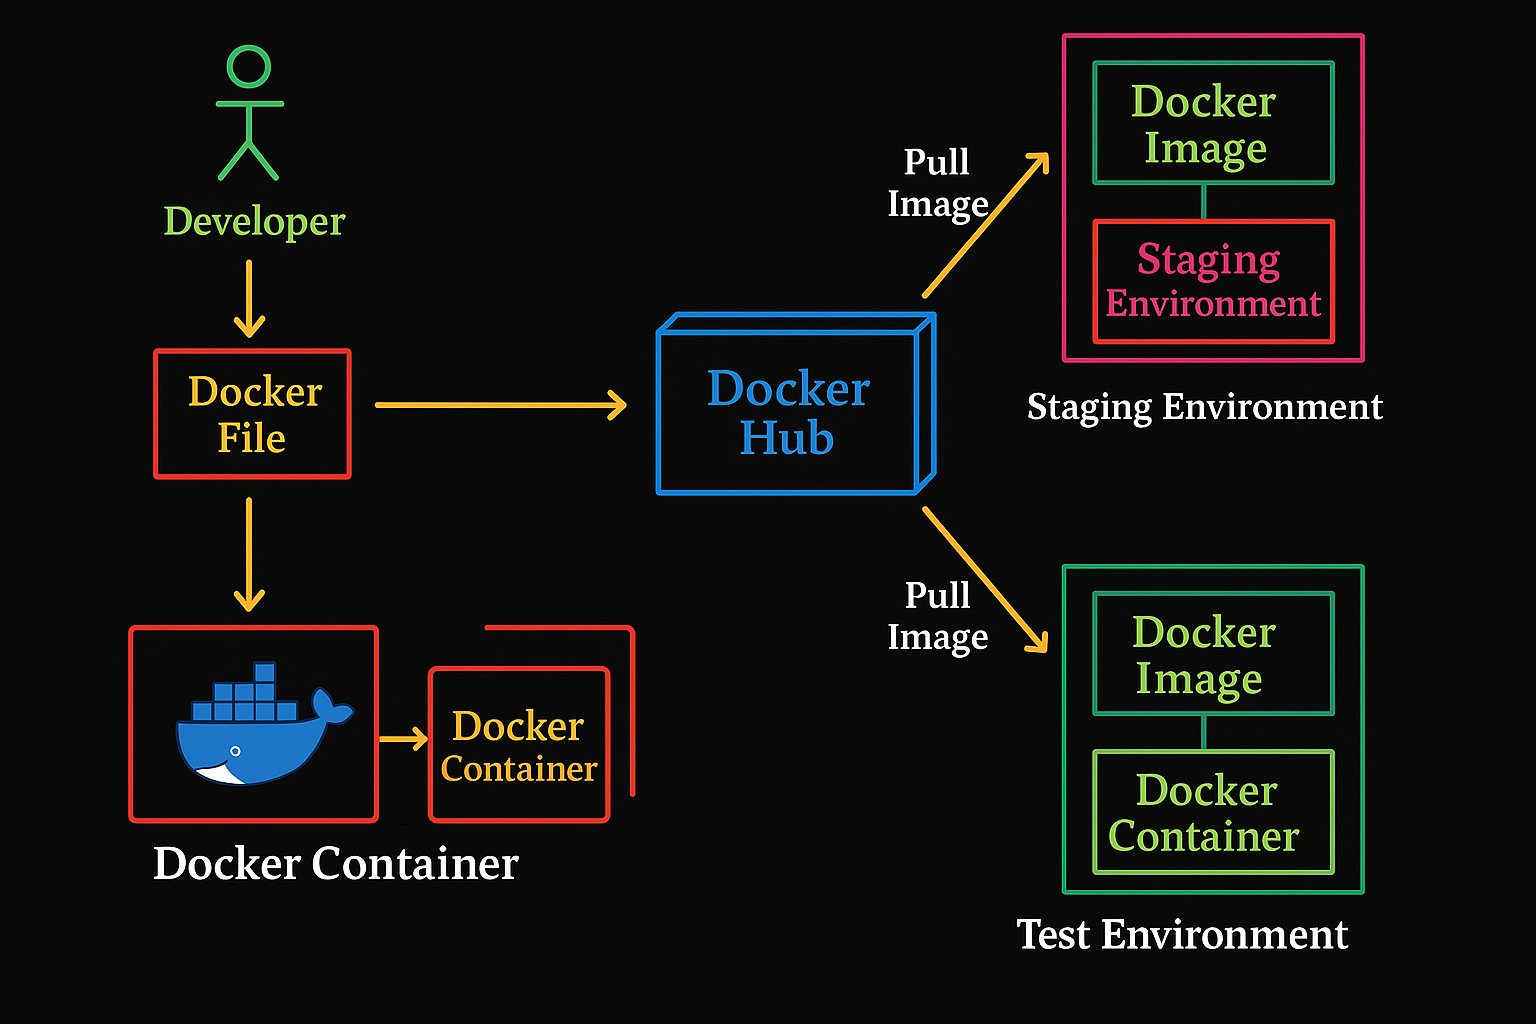 Developer
Docker
File
Docker
Container
Docker Container
Docker
Hub
Pull
Image
Docker
Image
Staging
Environment
Staging Environment
Pull
Image
Docker
Image
Docker
Container
Test Environment